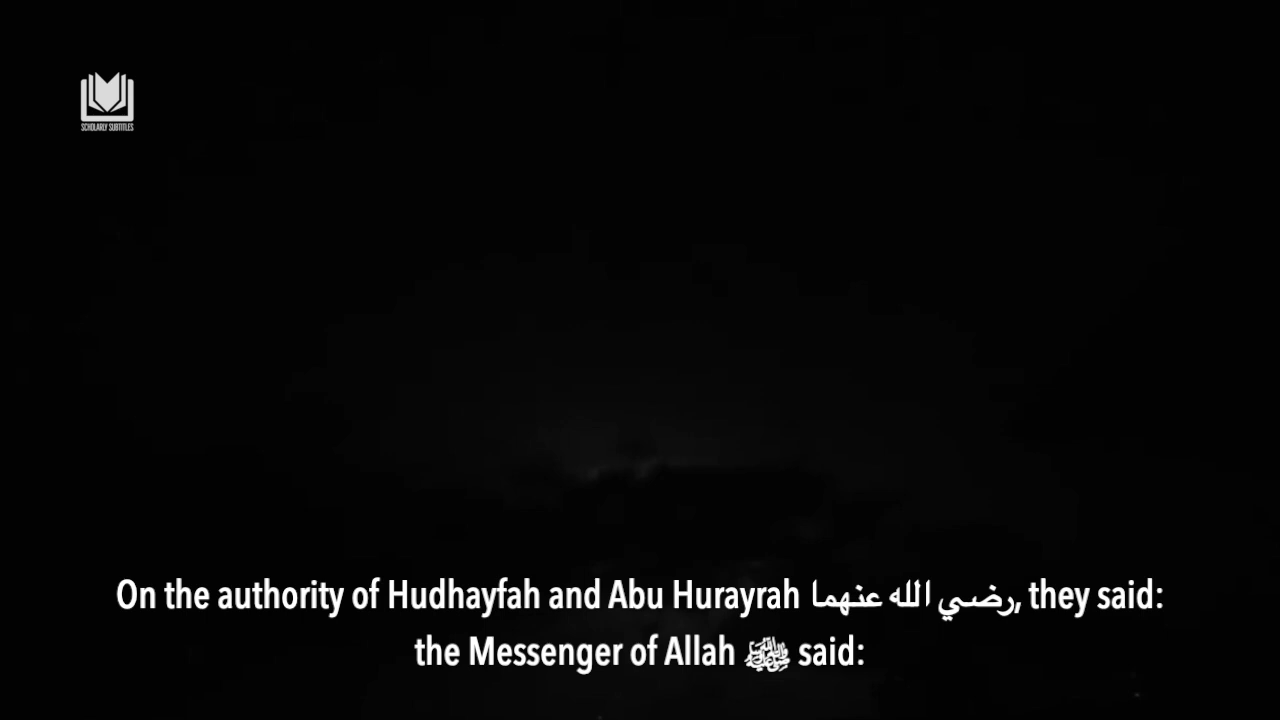 SCHOLARLY SUBTITLES
On the authority of Hudhayfah and Abu Hurayrah رضي الله عنهما, they said:
the Messenger of Allah ﷺ said: